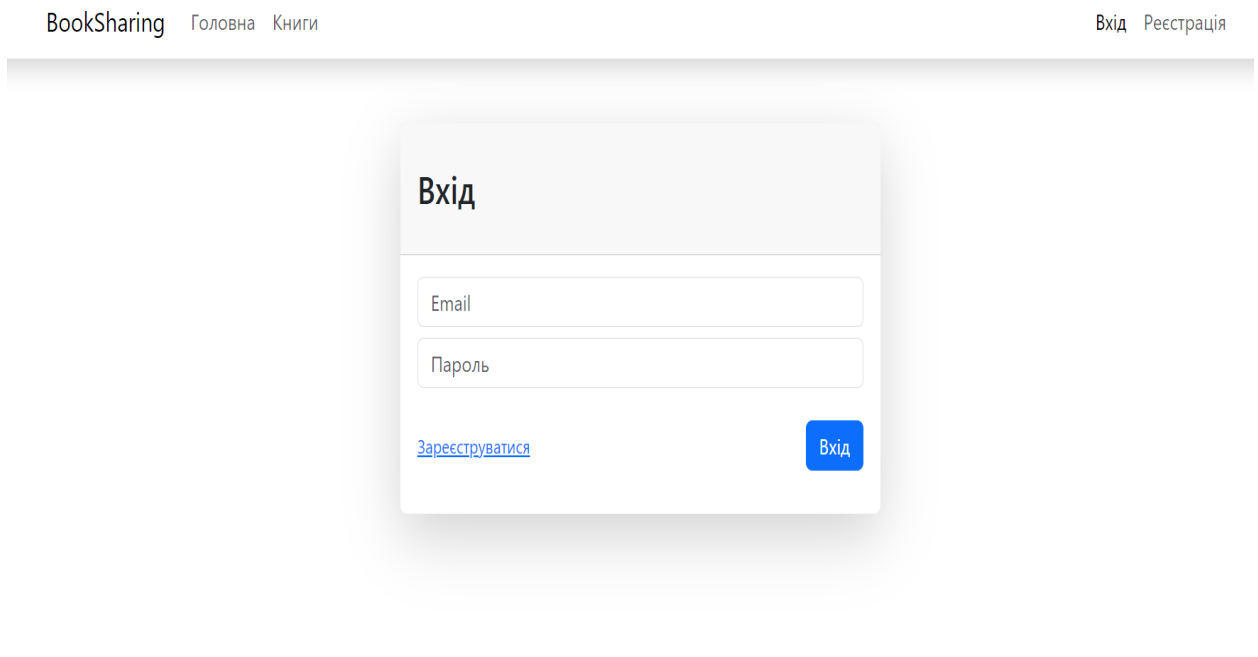 BookSharing Головна Книги Вхід Реєстрація
Вхід
Email
Пароль
Зареєструватися Вхід